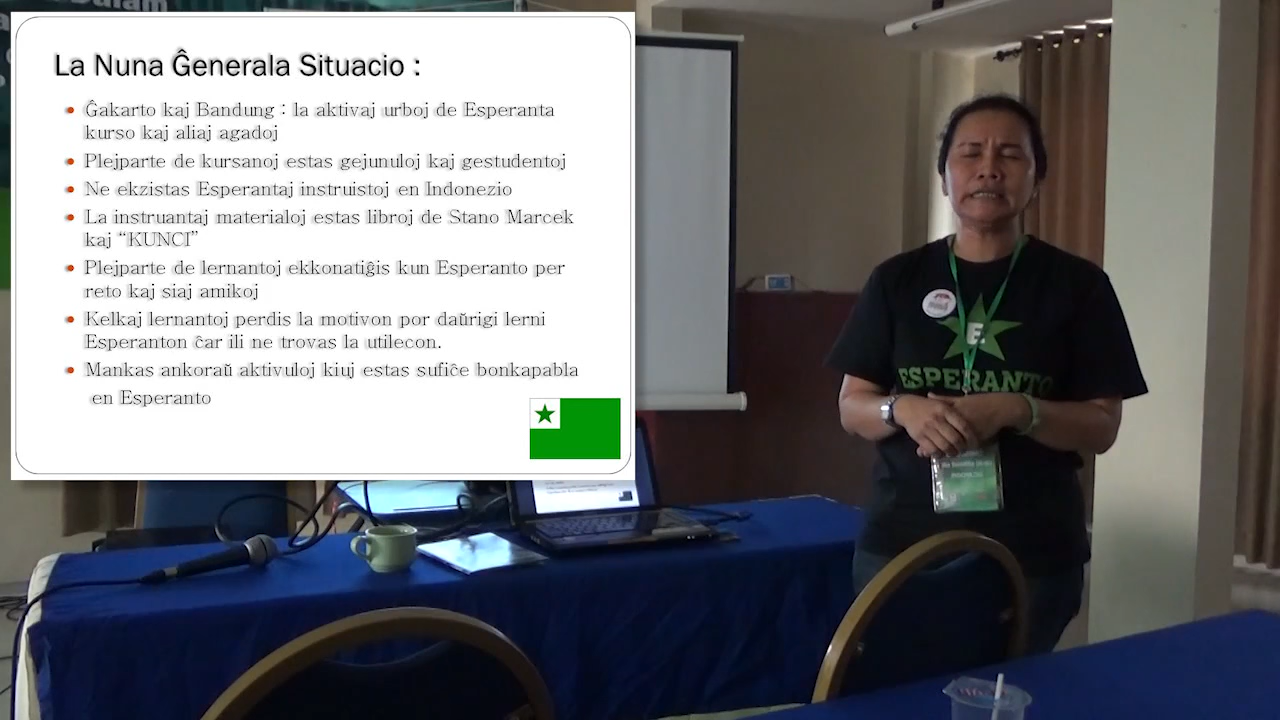 La Nuna Ĝenerala Situacio :
Ĝakarto kaj Bandung : la aktivaj urboj de Esperanta
kurso kaj aliaj agadoj
Plejparte de kursanoj estas gejunuloj kaj gestudentoj
Ne ekzistas Esperantaj instruistoj en Indonezio
La instruantaj materialoj estas libroj de Stano Marcek
kaj “KUNCI”
Plejparte de lernantoj ekkonatiĝis kun Esperanto per
reto kaj siaj amikoj
Kelkaj lernantoj perdis la motivon por daŭrigi lerni
Esperanton ĉar ili ne trovas la utilecon.
Mankas ankoraŭ aktivuloj kiuj estas sufiĉe bonkapabla
en Esperanto
E
ESPERANTO